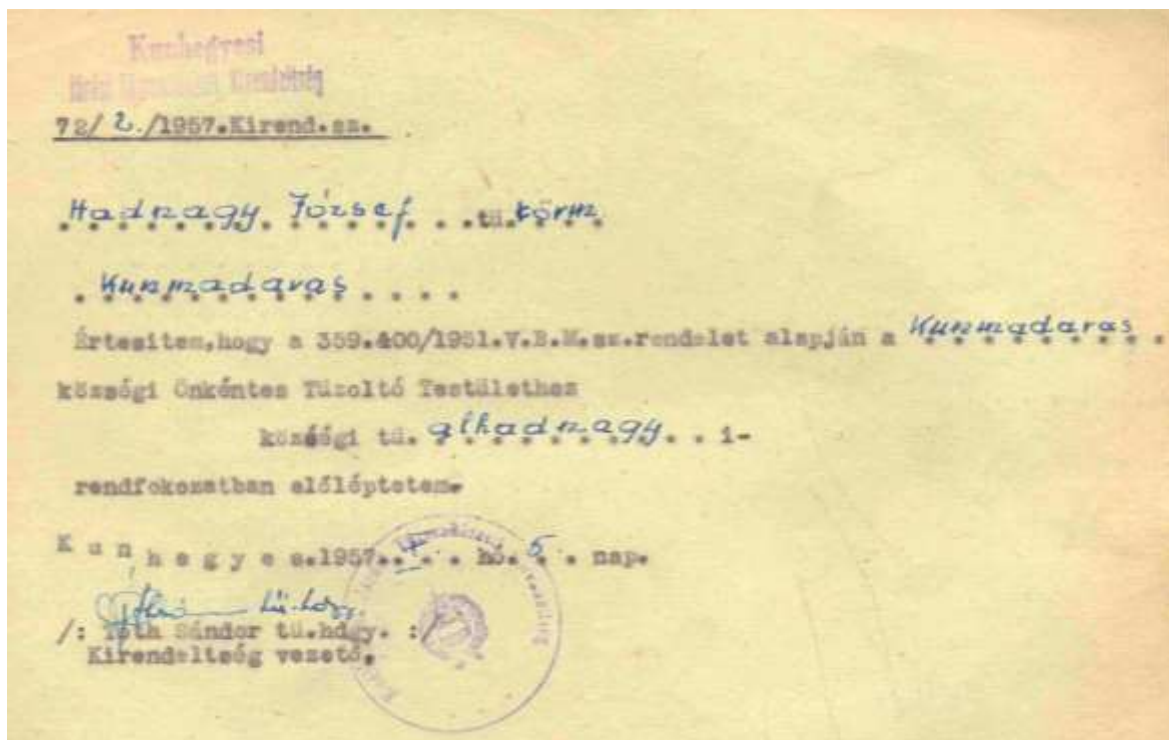 Kunhegyesi
72/2./1957.Kirend.sz.
Hadnagy József tü.törm
Kunmadaras
Értesitem,hogy a 359.400/1951.V.B.M.sz.rendelet alapján a Kunmadaras
községi Önkéntes Tüzoltó Testülethez
községi tü. alhadnagy i-
rendfokozatban előléptetem.
Kunhegyes.1957. hó.5. nap.
tü.hdgy.
/: Tóth Sándor tü.hdgy. :/
Kirendeltség vezető.